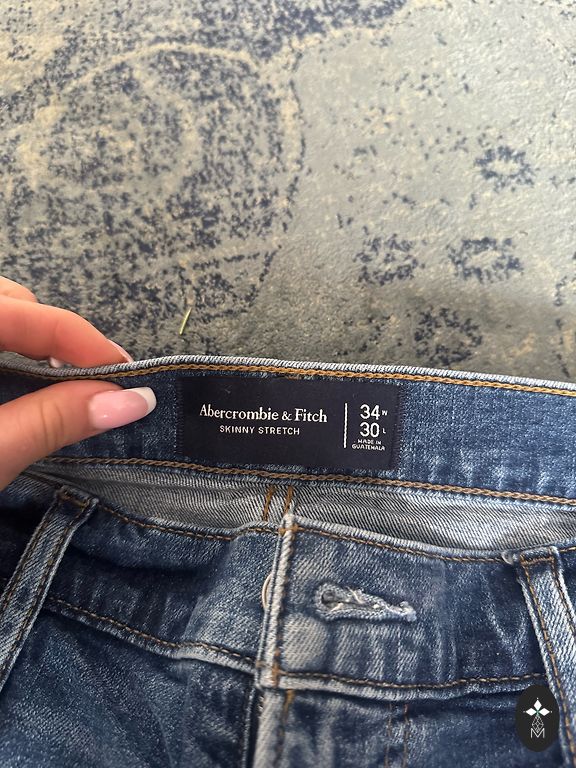 Abercrombie & Fitch
SKINNY STRETCH
34 W
30 L
MADE IN
GUATEMALA
M